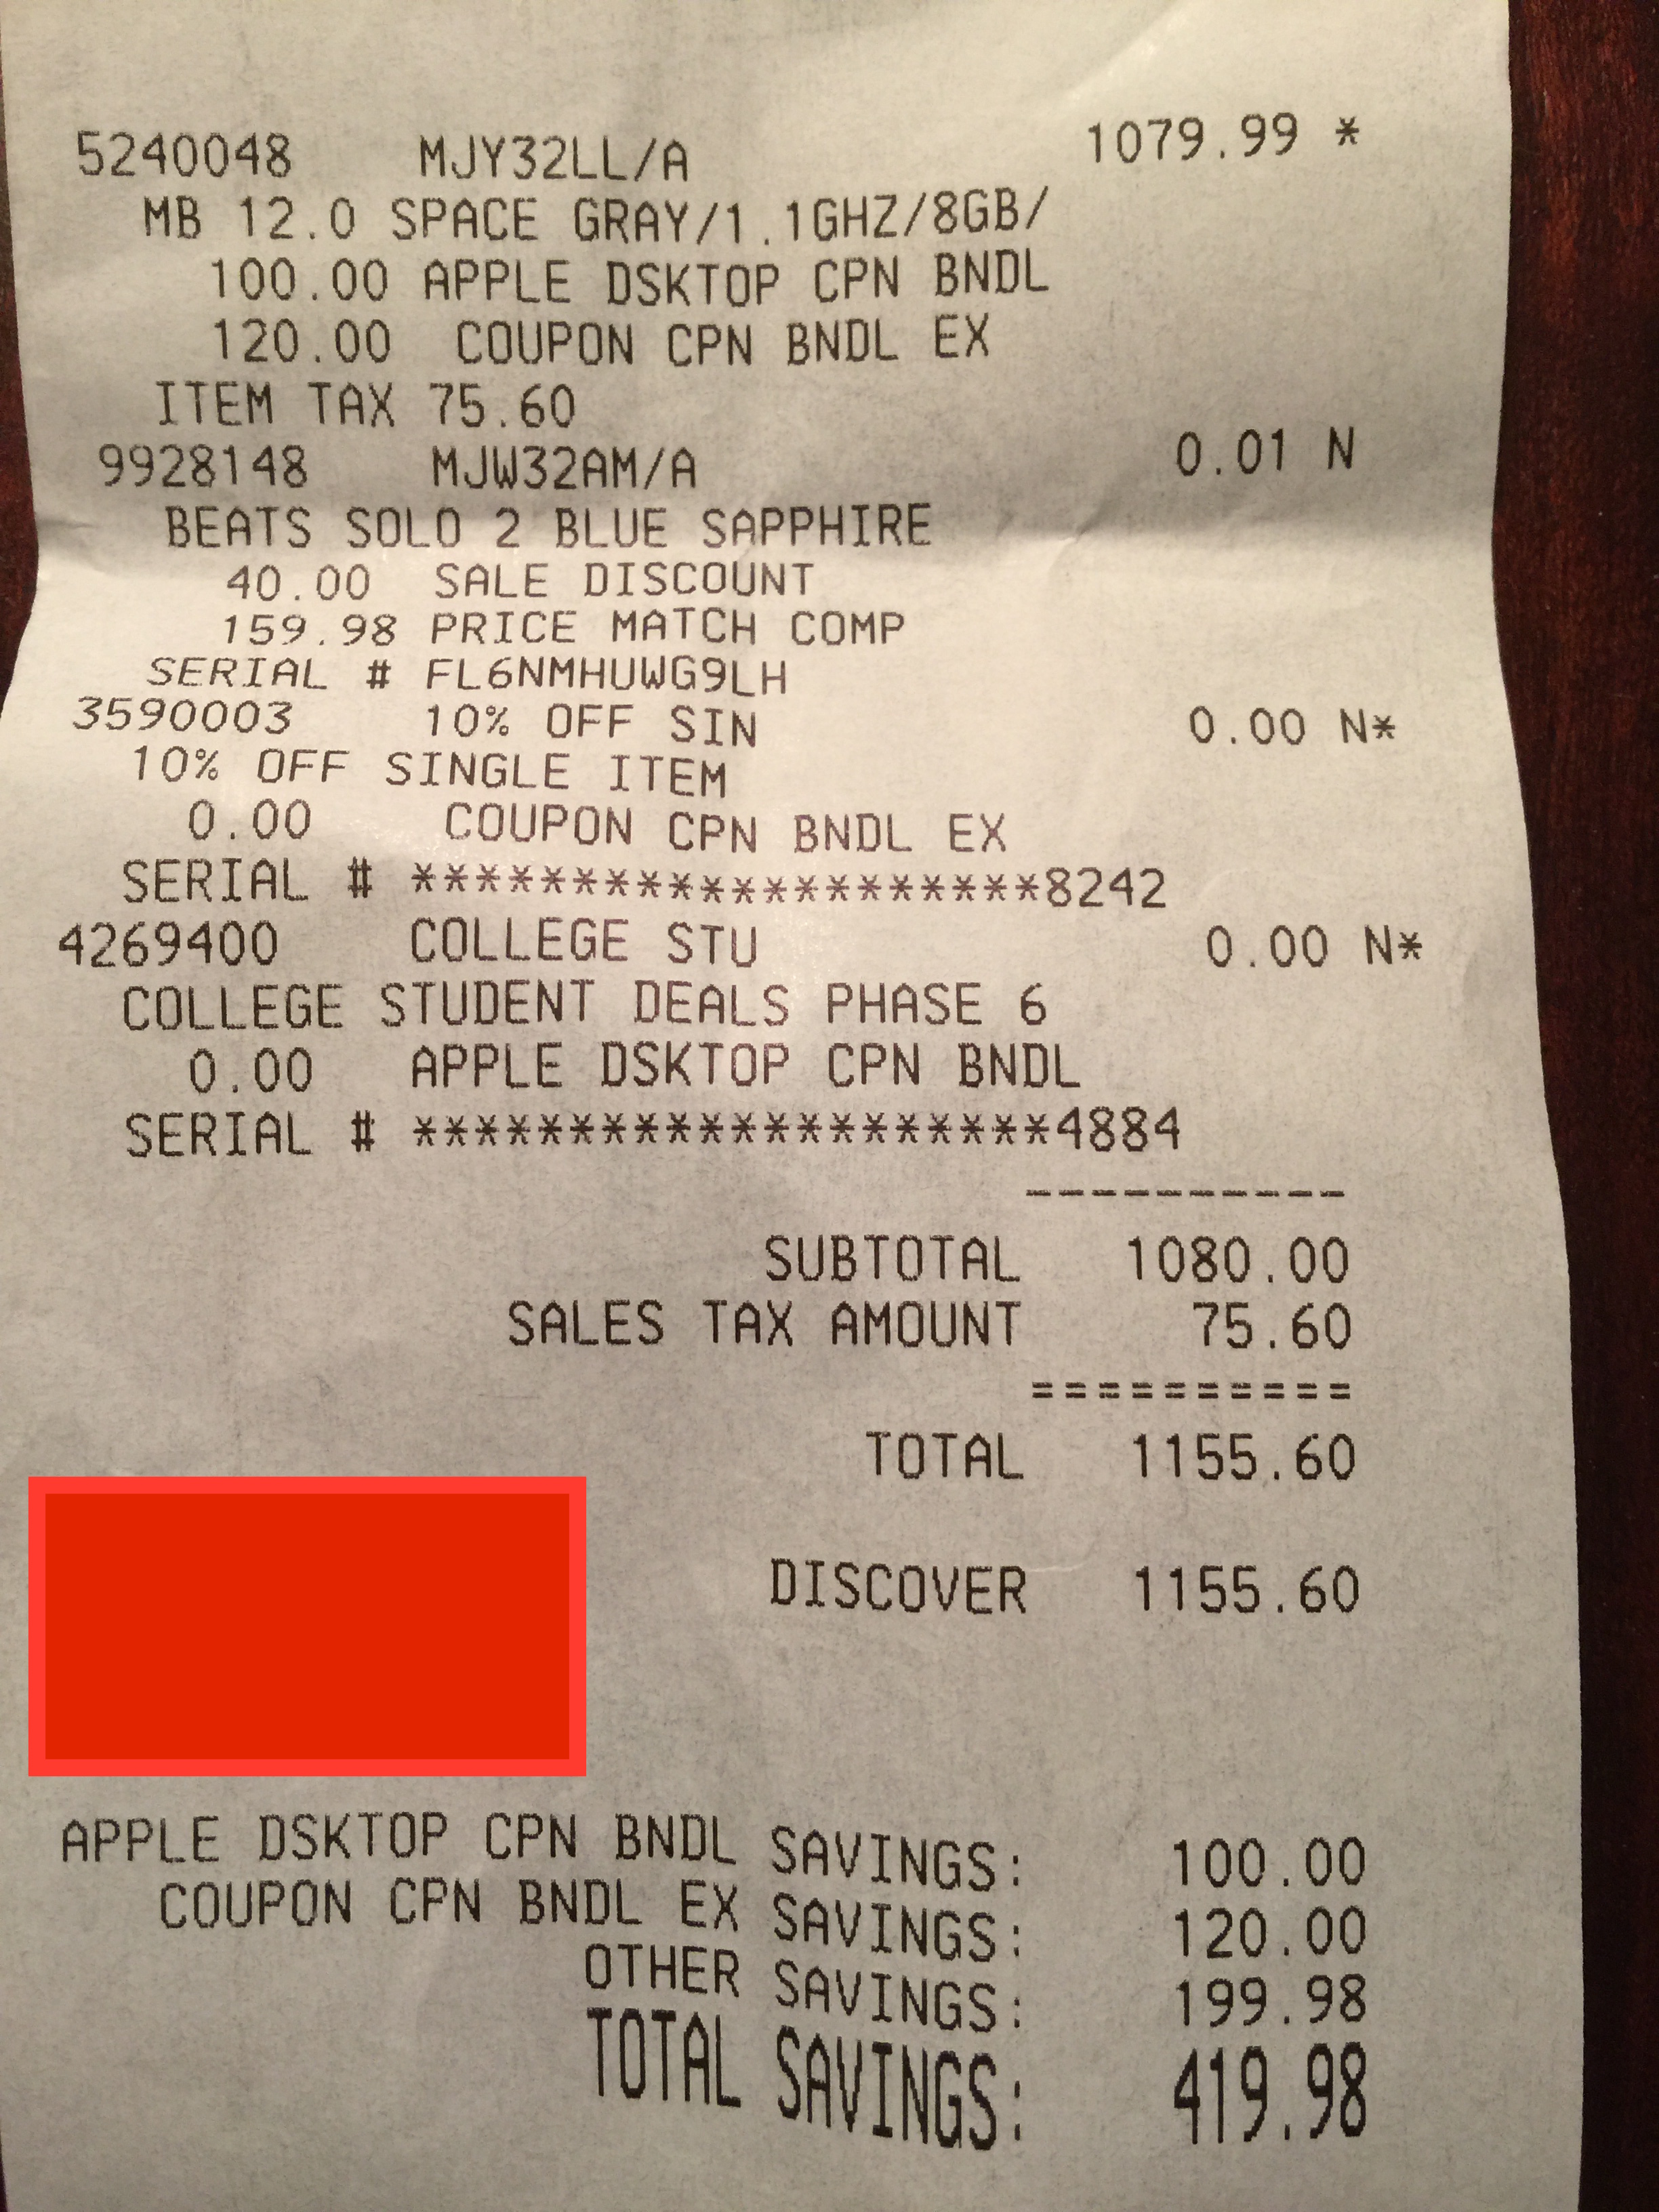 5240048 MJY32LL/A 1079.99 *
MB 12.0 SPACE GRAY/1.1GHZ/8GB/
100.00 APPLE DSKTOP CPN BNDL
120.00 COUPON CPN BNDL EX
ITEM TAX 75.60
9928148 MJW32AM/A 0.01 N
BEATS SOLO 2 BLUE SAPPHIRE
40.00 SALE DISCOUNT
159.98 PRICE MATCH COMP
SERIAL # FL6NMHUWG9LH
3590003 10% OFF SIN 0.00 N*
10% OFF SINGLE ITEM
0.00 COUPON CPN BNDL EX
SERIAL # ********************8242
4269400 COLLEGE STU 0.00 N*
COLLEGE STUDENT DEALS PHASE 6
0.00 APPLE DSKTOP CPN BNDL
SERIAL # ********************4884
----------
SUBTOTAL 1080.00
SALES TAX AMOUNT 75.60
==========
TOTAL 1155.60
DISCOVER 1155.60
APPLE DSKTOP CPN BNDL SAVINGS: 100.00
COUPON CPN BNDL EX SAVINGS: 120.00
OTHER SAVINGS: 199.98
TOTAL SAVINGS: 419.98